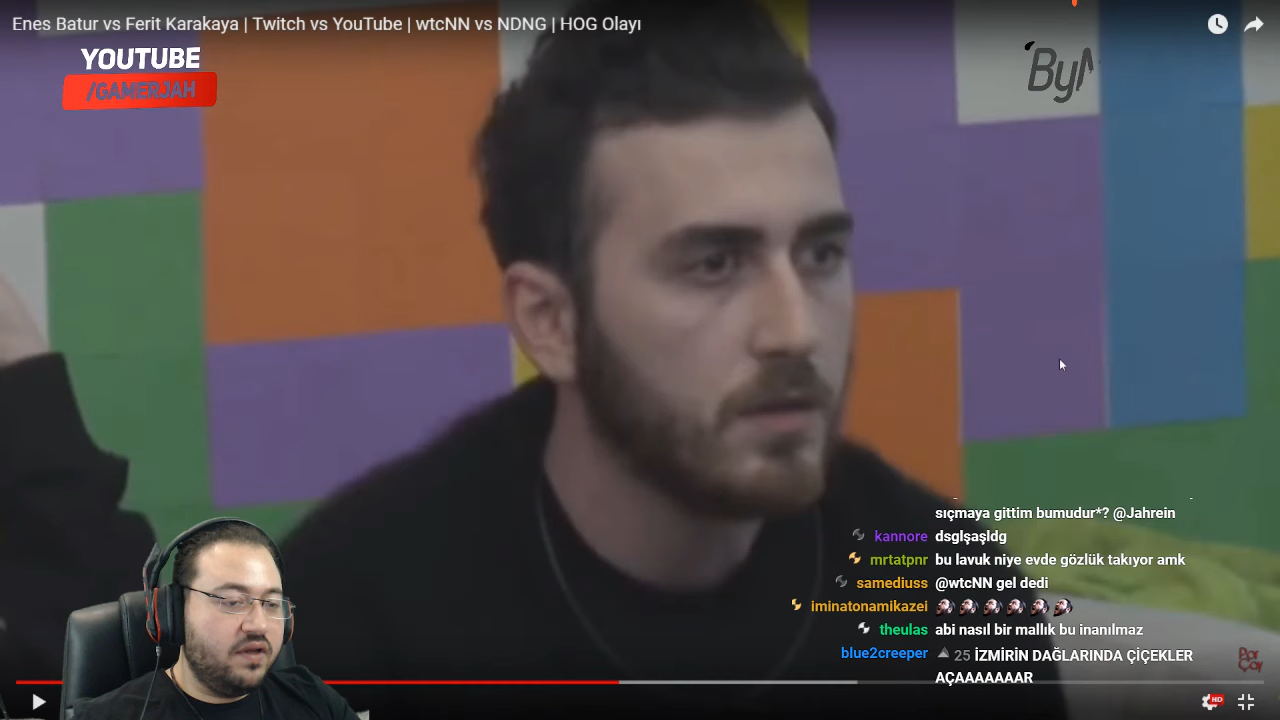 Enes Batur vs Ferit Karakaya | Twitch vs YouTube | wtcNN vs NDNG | HOG Olayı
YOUTUBE
/GAMERJAH
sıçmaya gittim bumudur*? @Jahrein
kannore dsglşaşldg
mrtatpnr bu lavuk niye evde gözlük takıyor amk
samediuss @wtcNN gel dedi
iminatonamikazei
theulas abi nasıl bir mallık bu inanılmaz
blue2creeper 25 İZMİRİN DAĞLARINDA ÇİÇEKLER
AÇAAAAAAAR
HD